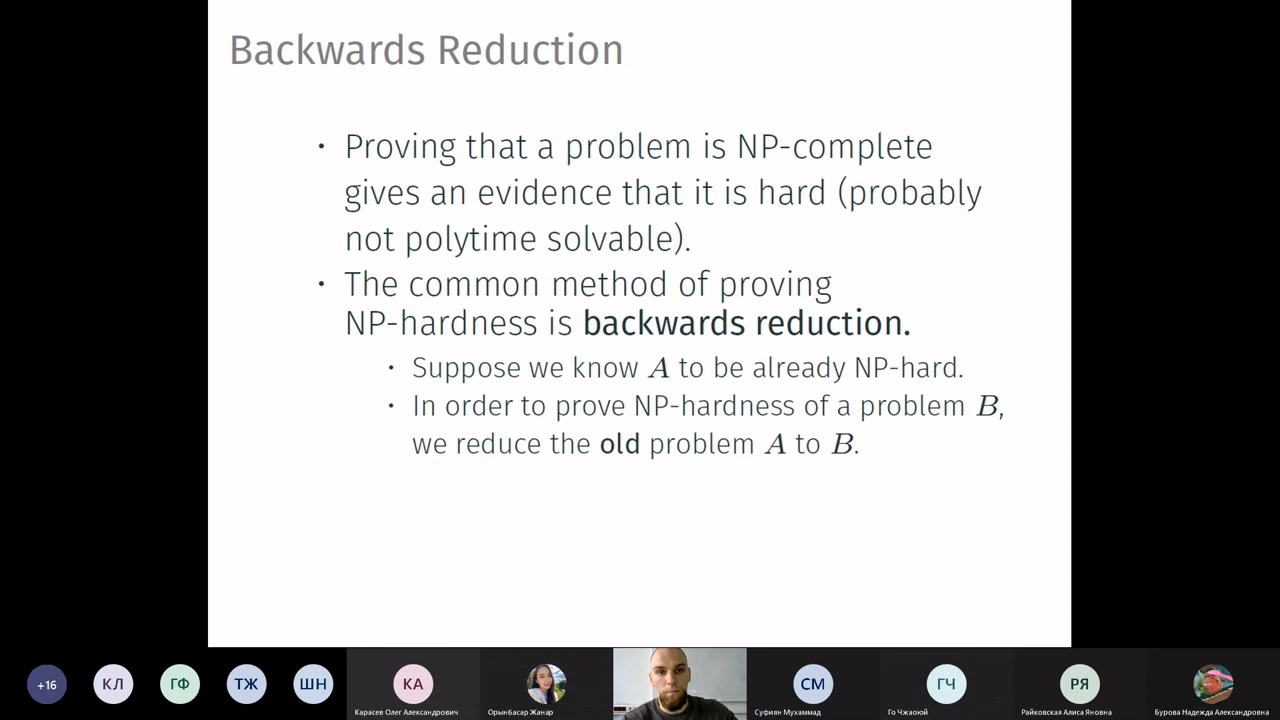 Backwards Reduction
• Proving that a problem is NP-complete
gives an evidence that it is hard (probably
not polytime solvable).
• The common method of proving
NP-hardness is backwards reduction.
• Suppose we know A to be already NP-hard.
• In order to prove NP-hardness of a problem B,
we reduce the old problem A to B.
+16
КЛ
ГФ
ТЖ
ШН
КА
СМ
ГЧ
РЯ
Карасев Олег Александрович
Орынбасар Жанар
Суфиян Мухаммад
Го Чжаоюй
Райковская Алиса Яновна
Бурова Надежда Александровна